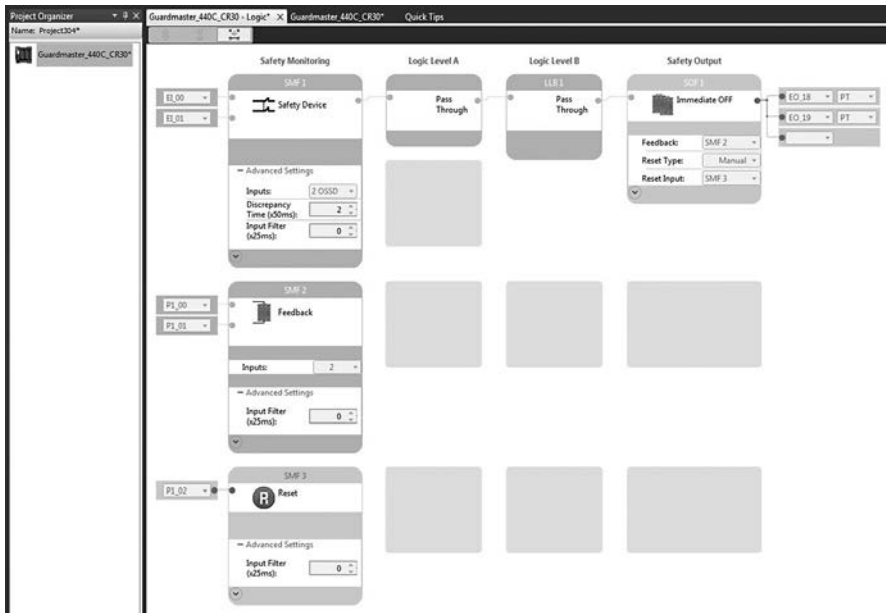 Project Organizer
Name: Project304*
Guardmaster_440C_CR30*
Guardmaster_440C_CR30 - Logic*
Guardmaster_440C_CR30*
Quick Tips
Safety Monitoring
Logic Level A
Logic Level B
Safety Output
SMF 1
EI_00
EI_01
Safety Device
Advanced Settings
Inputs: 2 OSSD
Discrepancy
Time (x50ms): 2
Input Filter
(x25ms): 0
Pass
Through
LLB 1
Pass
Through
SOF 1
Immediate OFF
Feedback: SMF 2
Reset Type: Manual
Reset Input: SMF 3
EO_18 PT
EO_19 PT
SMF 2
P1_00
P1_01
Feedback
Inputs: 2
Advanced Settings
Input Filter
(x25ms): 0
SMF 3
P1_02
R Reset
Advanced Settings
Input Filter
(x25ms): 0